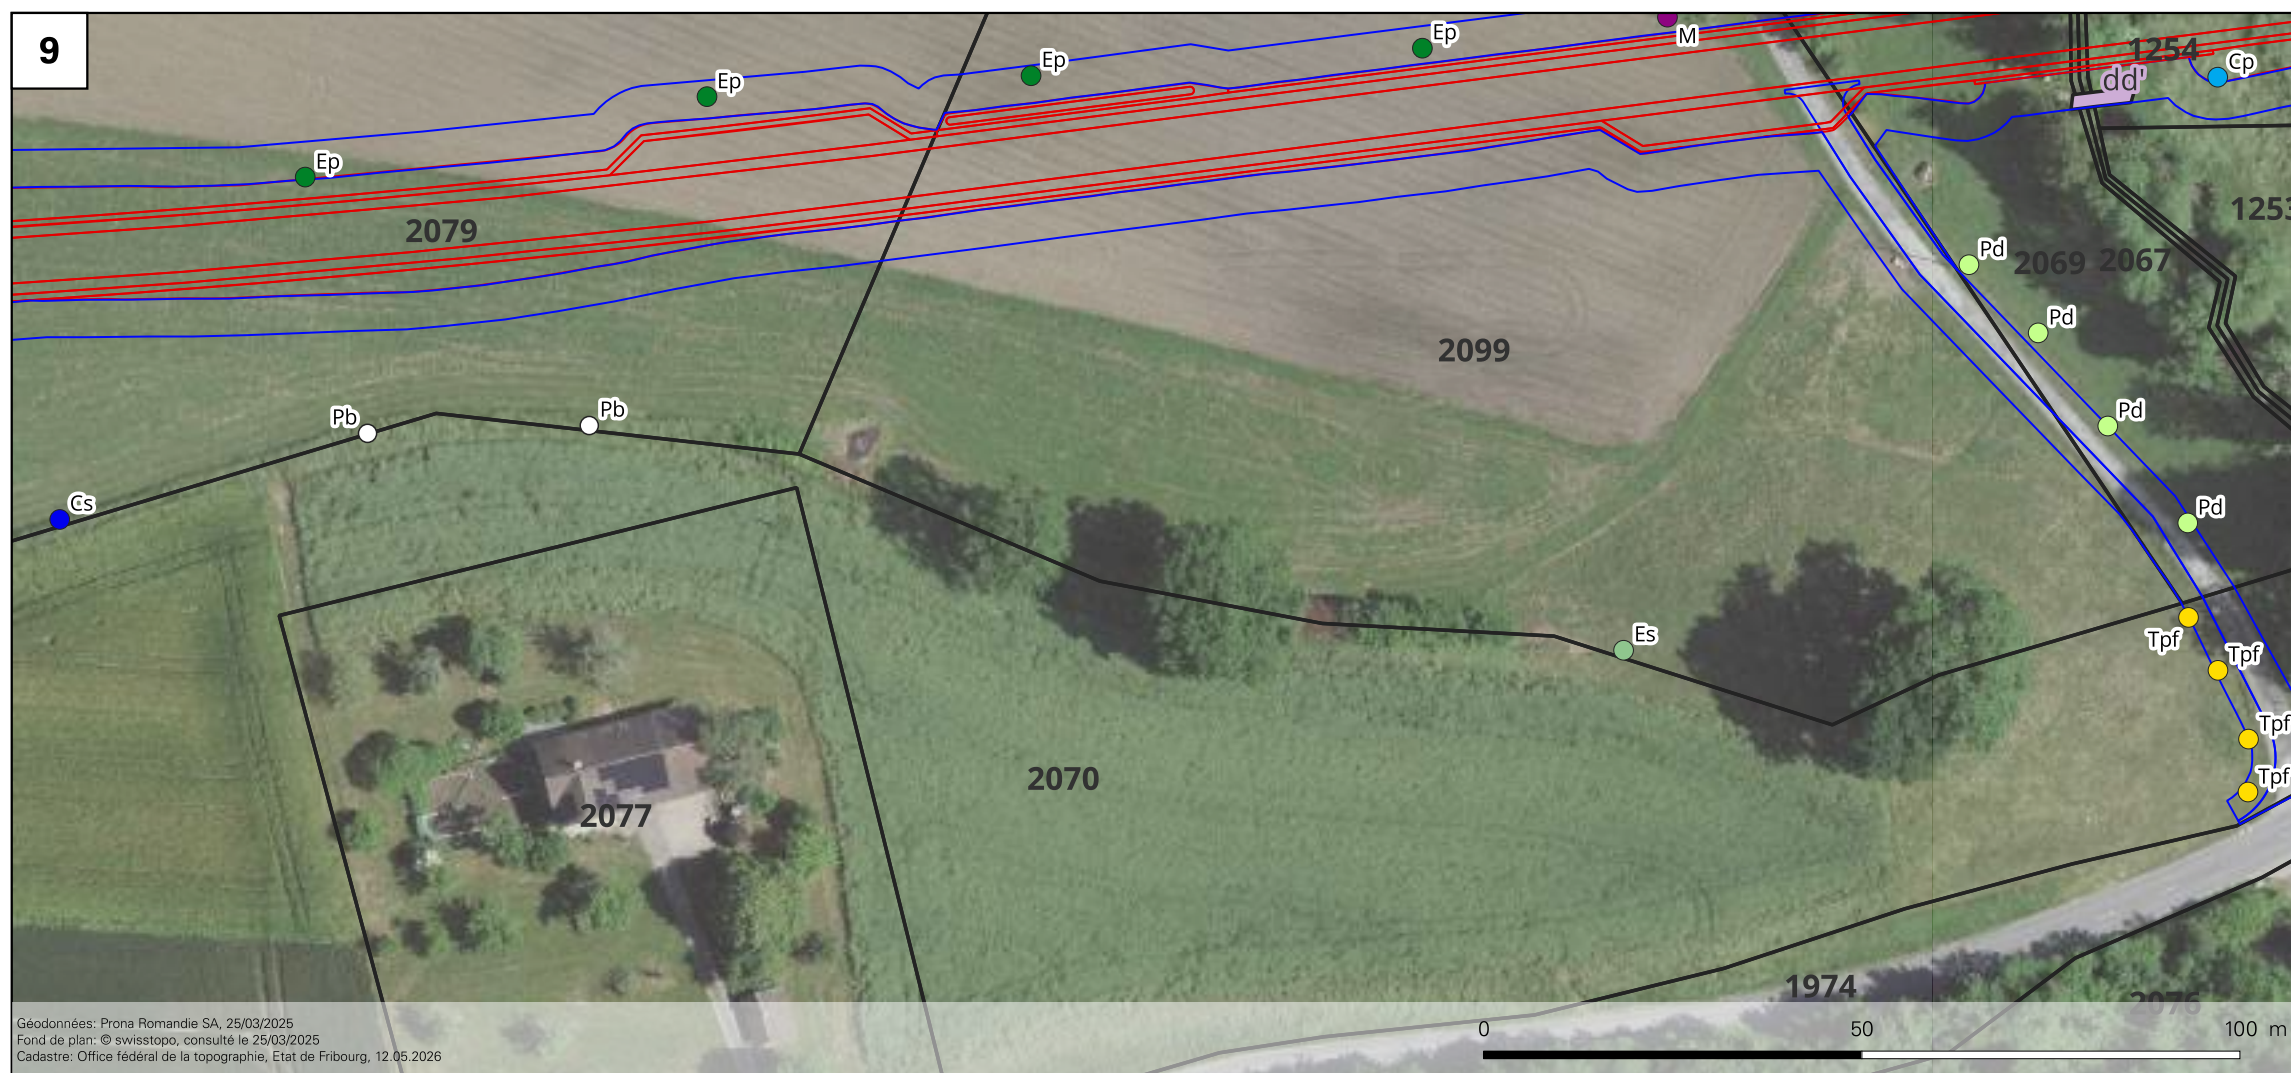 9
Ep
M
1254
Cp
Ep
dd'
Ep
Ep
2079
1253
Pd
2069
2067
Pd
2099
Pb
Pb
Pd
Cs
Pd
Es
Tpf
Tpf
Tpf
Tpf
2070
2077
1974
2076
Géodonnées: Prona Romandie SA, 25/03/2025
Fond de plan: © swisstopo, consulté le 25/03/2025
Cadastre: Office fédéral de la topographie, Etat de Fribourg, 12.05.2026
0 50 100 m